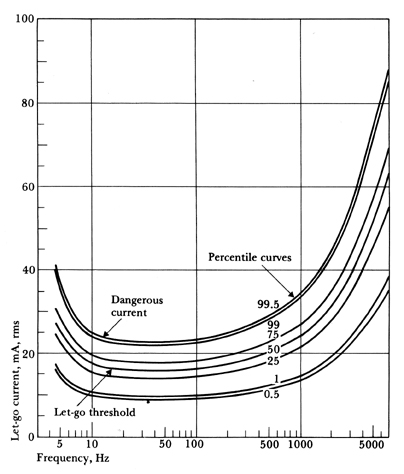 100
80
60
40
20
0
Let-go current, mA, rms
Percentile curves
Dangerous
current
Let-go threshold
99.5
99
75
50
25
1
0.5
5 10 50 100 500 1000 5000
Frequency, Hz